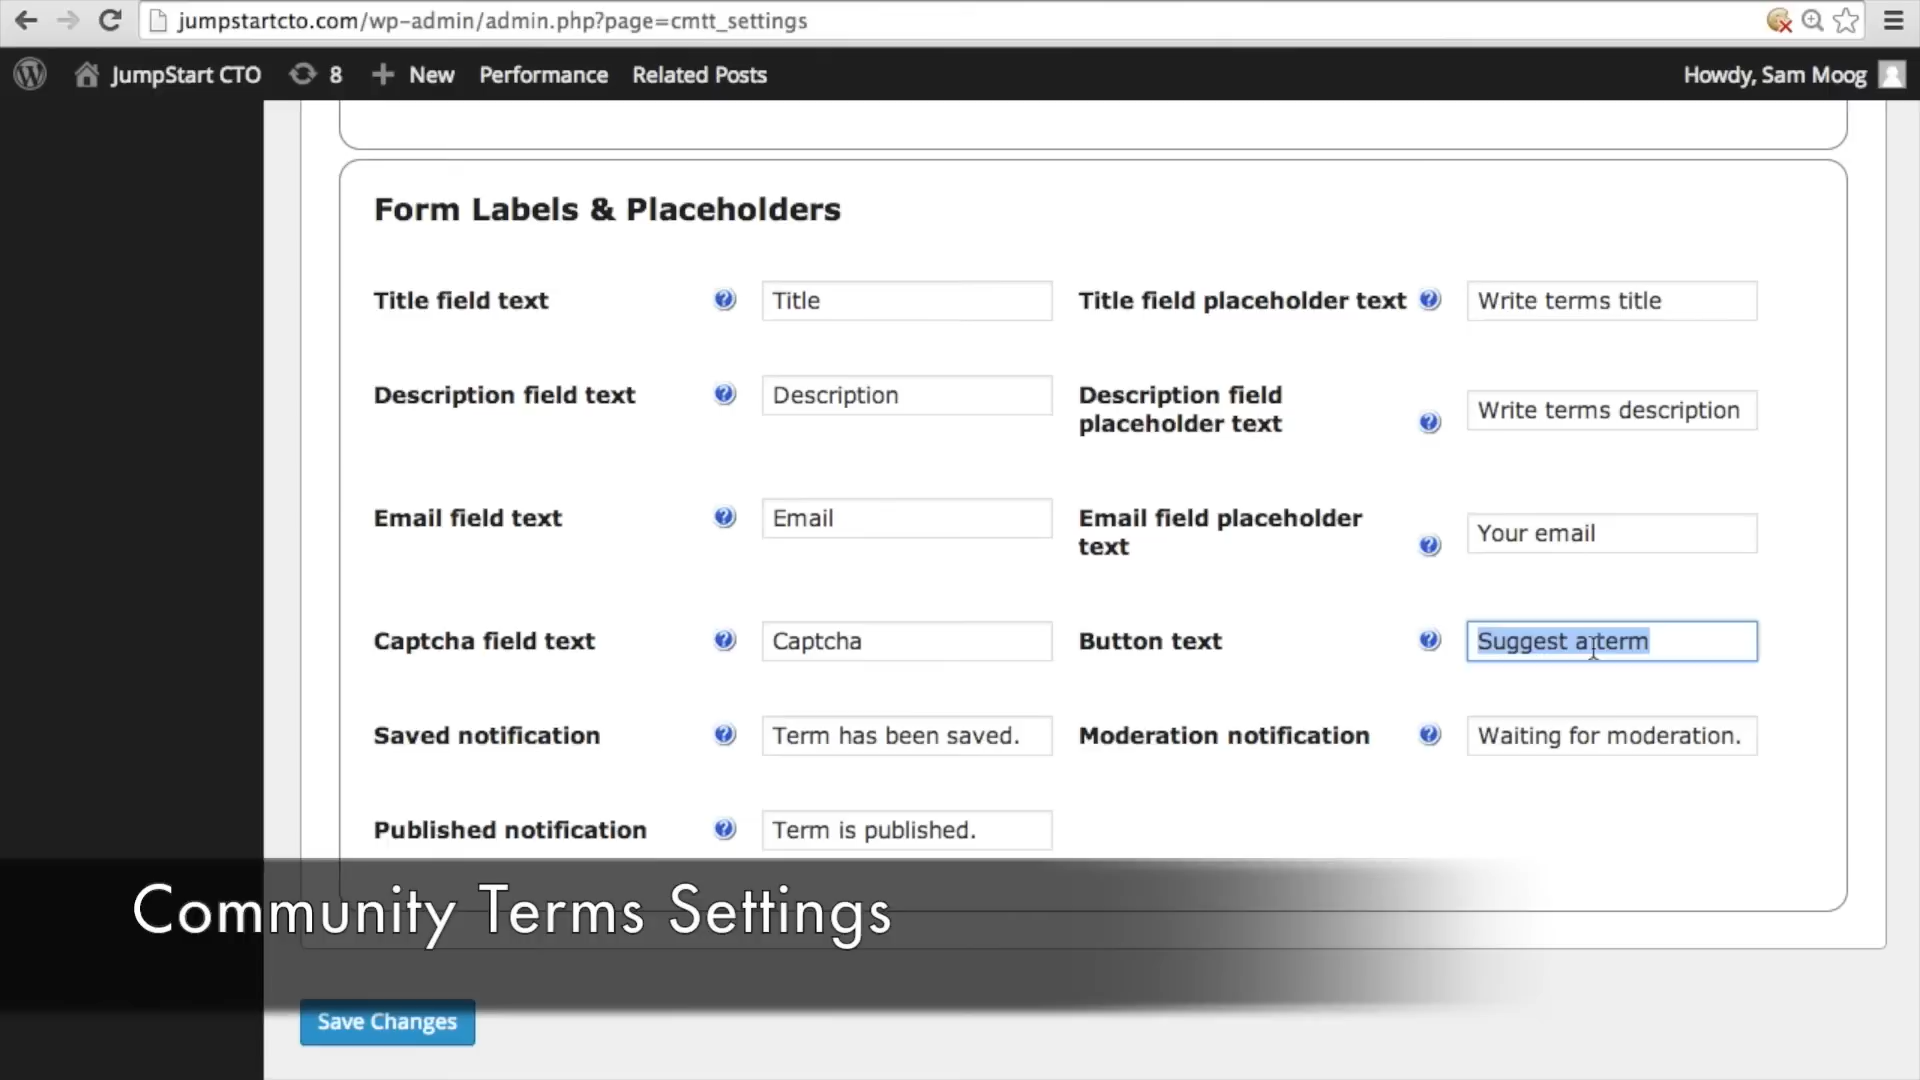 jumpstartcto.com/wp-admin/admin.php?page=cmtt_settings
JumpStart CTO 8 New Performance Related Posts Howdy, Sam Moog
Form Labels & Placeholders
Title field text Title Title field placeholder text Write terms title
Description field text Description Description field placeholder text Write terms description
Email field text Email Email field placeholder text Your email
Captcha field text Captcha Button text Suggest a term
Saved notification Term has been saved. Moderation notification Waiting for moderation.
Published notification Term is published.
Community Terms Settings
Save Changes